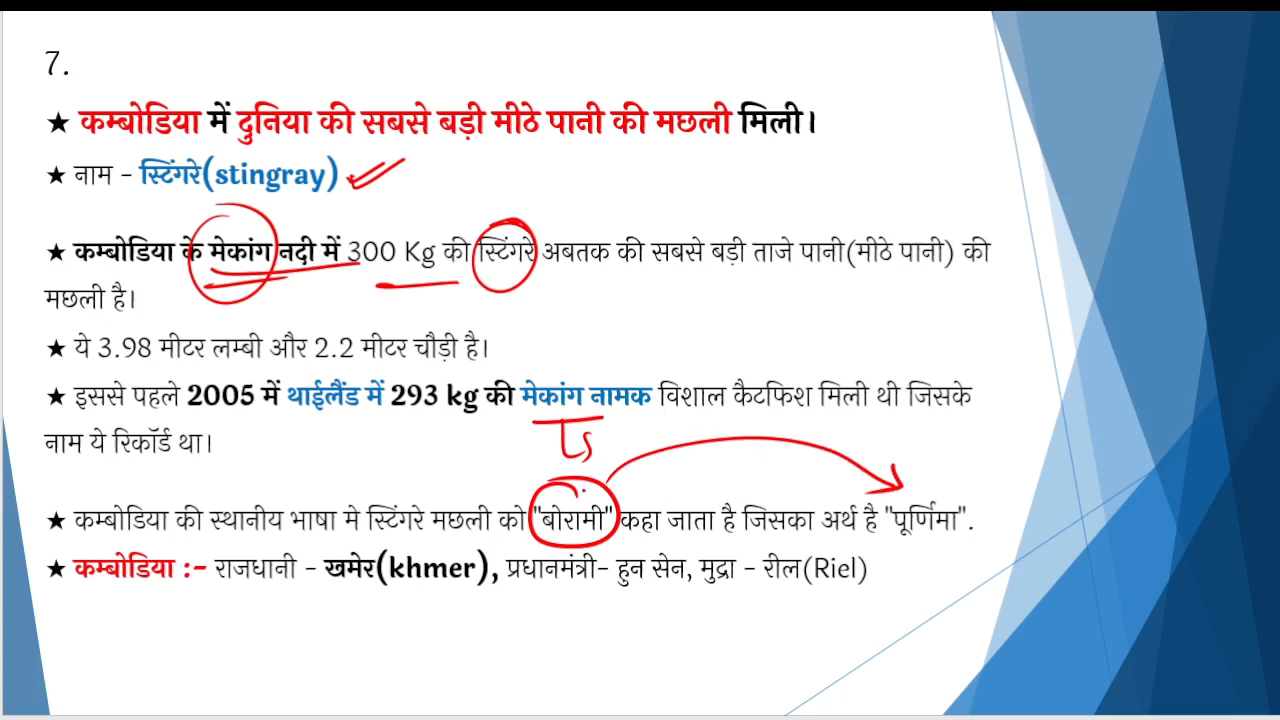 7.
★ कम्बोडिया में दुनिया की सबसे बड़ी मीठे पानी की मछली मिली।
★ नाम - स्टिंगरे(stingray)
★ कम्बोडिया के मेकांग नदी में 300 Kg की स्टिंगरे अबतक की सबसे बड़ी ताजे पानी(मीठे पानी) की
मछली है।
★ ये 3.98 मीटर लम्बी और 2.2 मीटर चौड़ी है।
★ इससे पहले 2005 में थाईलैंड में 293 kg की मेकांग नामक विशाल कैटफिश मिली थी जिसके
नाम ये रिकॉर्ड था।
★ कम्बोडिया की स्थानीय भाषा मे स्टिंगरे मछली को "बोरामी" कहा जाता है जिसका अर्थ है "पूर्णिमा".
★ कम्बोडिया :- राजधानी - खमेर(khmer), प्रधानमंत्री- हुन सेन, मुद्रा - रील(Riel)